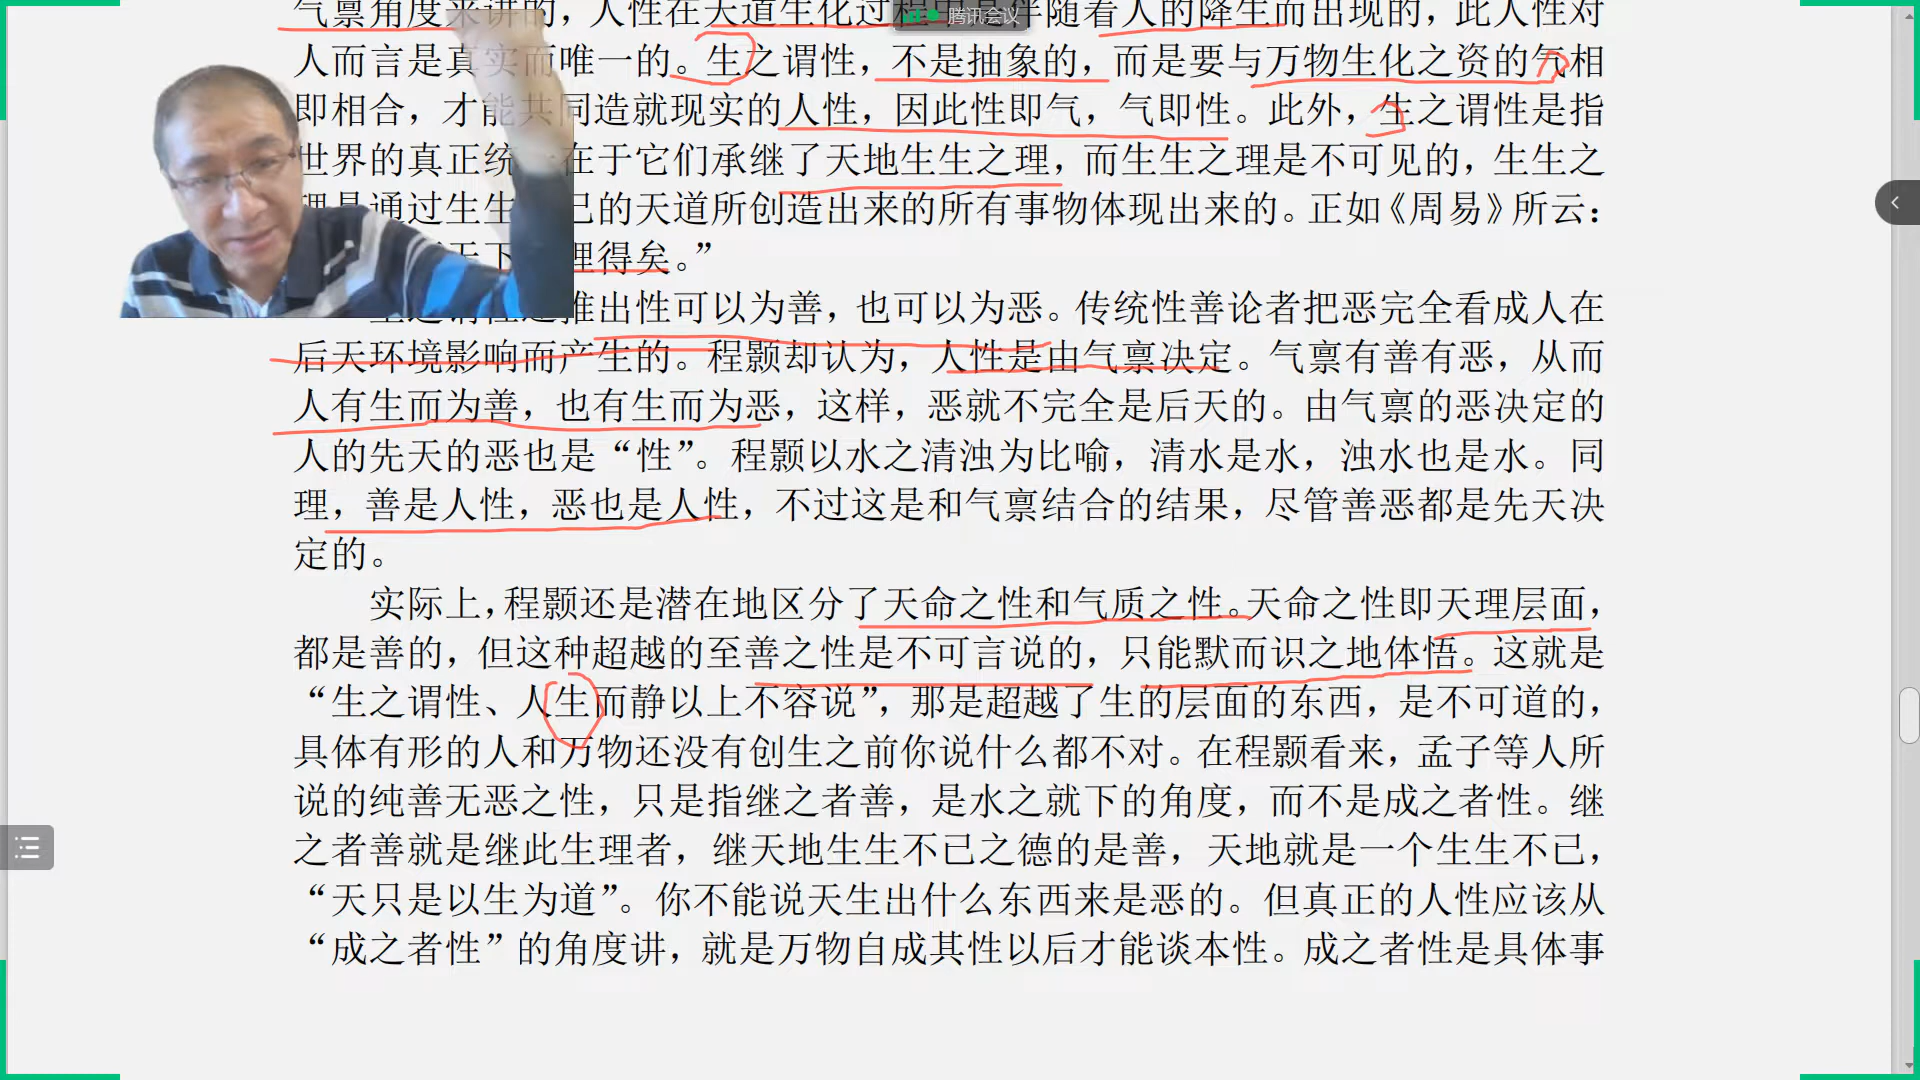 气禀角度来讲的，人性在天道生化过程中是伴随着人的降生而出现的，此人性对
腾讯会议
人而言是真实而唯一的。生之谓性，不是抽象的，而是要与万物生化之资的气相
即相合，才能共同造就现实的人性，因此性即气，气即性。此外，生之谓性是指
世界的真正统一在于它们承继了天地生生之理，而生生之理是不可见的，生生之
理是通过生生不已的天道所创造出来的所有事物体现出来的。正如《周易》所云：
理得矣。”
推出性可以为善，也可以为恶。传统性善论者把恶完全看成人在
后天环境影响而产生的。程颢却认为，人性是由气禀决定。气禀有善有恶，从而
人有生而为善，也有生而为恶，这样，恶就不完全是后天的。由气禀的恶决定的
人的先天的恶也是“性”。程颢以水之清浊为比喻，清水是水，浊水也是水。同
理，善是人性，恶也是人性，不过这是和气禀结合的结果，尽管善恶都是先天决
定的。
实际上，程颢还是潜在地区分了天命之性和气质之性。天命之性即天理层面，
都是善的，但这种超越的至善之性是不可言说的，只能默而识之地体悟。这就是
“生之谓性、人生而静以上不容说”，那是超越了生的层面的东西，是不可道的，
具体有形的人和万物还没有创生之前你说什么都不对。在程颢看来，孟子等人所
说的纯善无恶之性，只是指继之者善，是水之就下的角度，而不是成之者性。继
之者善就是继此生理者，继天地生生不已之德的是善，天地就是一个生生不已，
“天只是以生为道”。你不能说天生出什么东西来是恶的。但真正的人性应该从
“成之者性”的角度讲，就是万物自成其性以后才能谈本性。成之者性是具体事